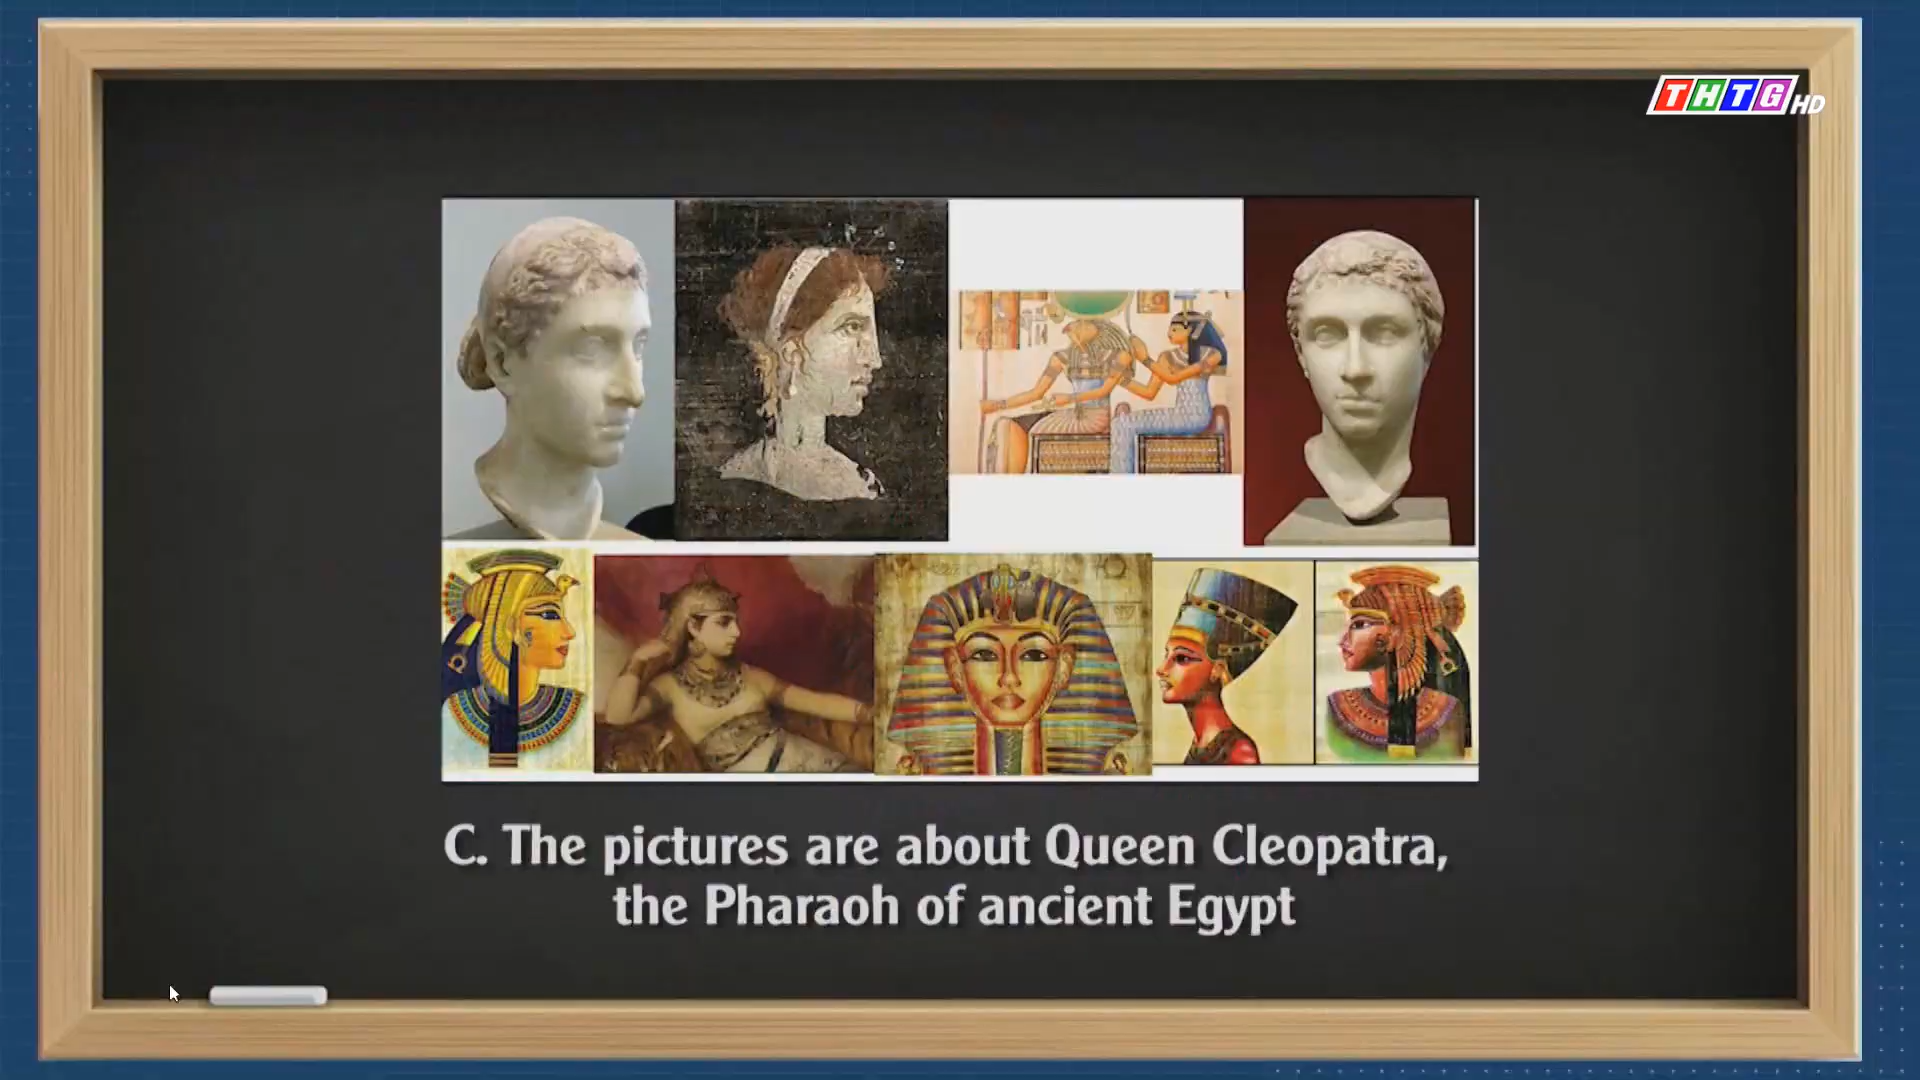 THTG HD
C. The pictures are about Queen Cleopatra,
the Pharaoh of ancient Egypt